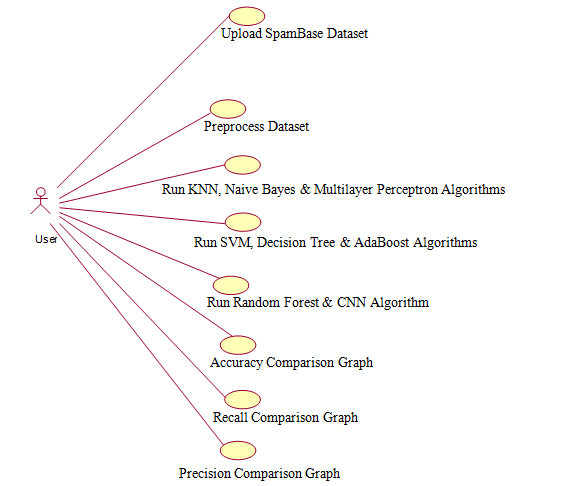 Upload SpamBase Dataset
Preprocess Dataset
Run KNN, Naive Bayes & Multilayer Perceptron Algorithms
Run SVM, Decision Tree & AdaBoost Algorithms
User
Run Random Forest & CNN Algorithm
Accuracy Comparison Graph
Recall Comparison Graph
Precision Comparison Graph